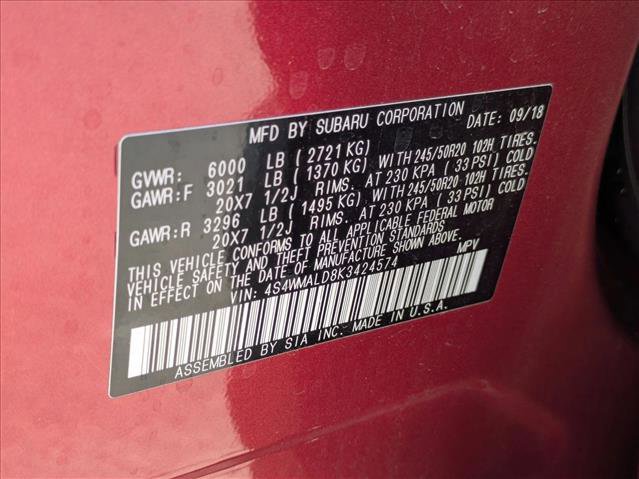 MFD BY SUBARU CORPORATION DATE: 09/18
GVWR: 6000 LB ( 2721 KG)
GAWR:F 3021 LB ( 1370 KG) WITH 245/50R20 102H TIRES.
20X7 1/2J RIMS. AT 230 KPA ( 33 PSI) COLD
GAWR:R 3296 LB ( 1495 KG) WITH 245/50R20 102H TIRES.
20X7 1/2J RIMS. AT 230 KPA ( 33 PSI) COLD
THIS VEHICLE CONFORMS TO ALL APPLICABLE FEDERAL MOTOR
VEHICLE SAFETY AND THEFT PREVENTION STANDARDS
IN EFFECT ON THE DATE OF MANUFACTURE SHOWN ABOVE.
VIN: 4S4WMALD8K3424574 MPV
ASSEMBLED BY SIA INC. MADE IN U.S.A.